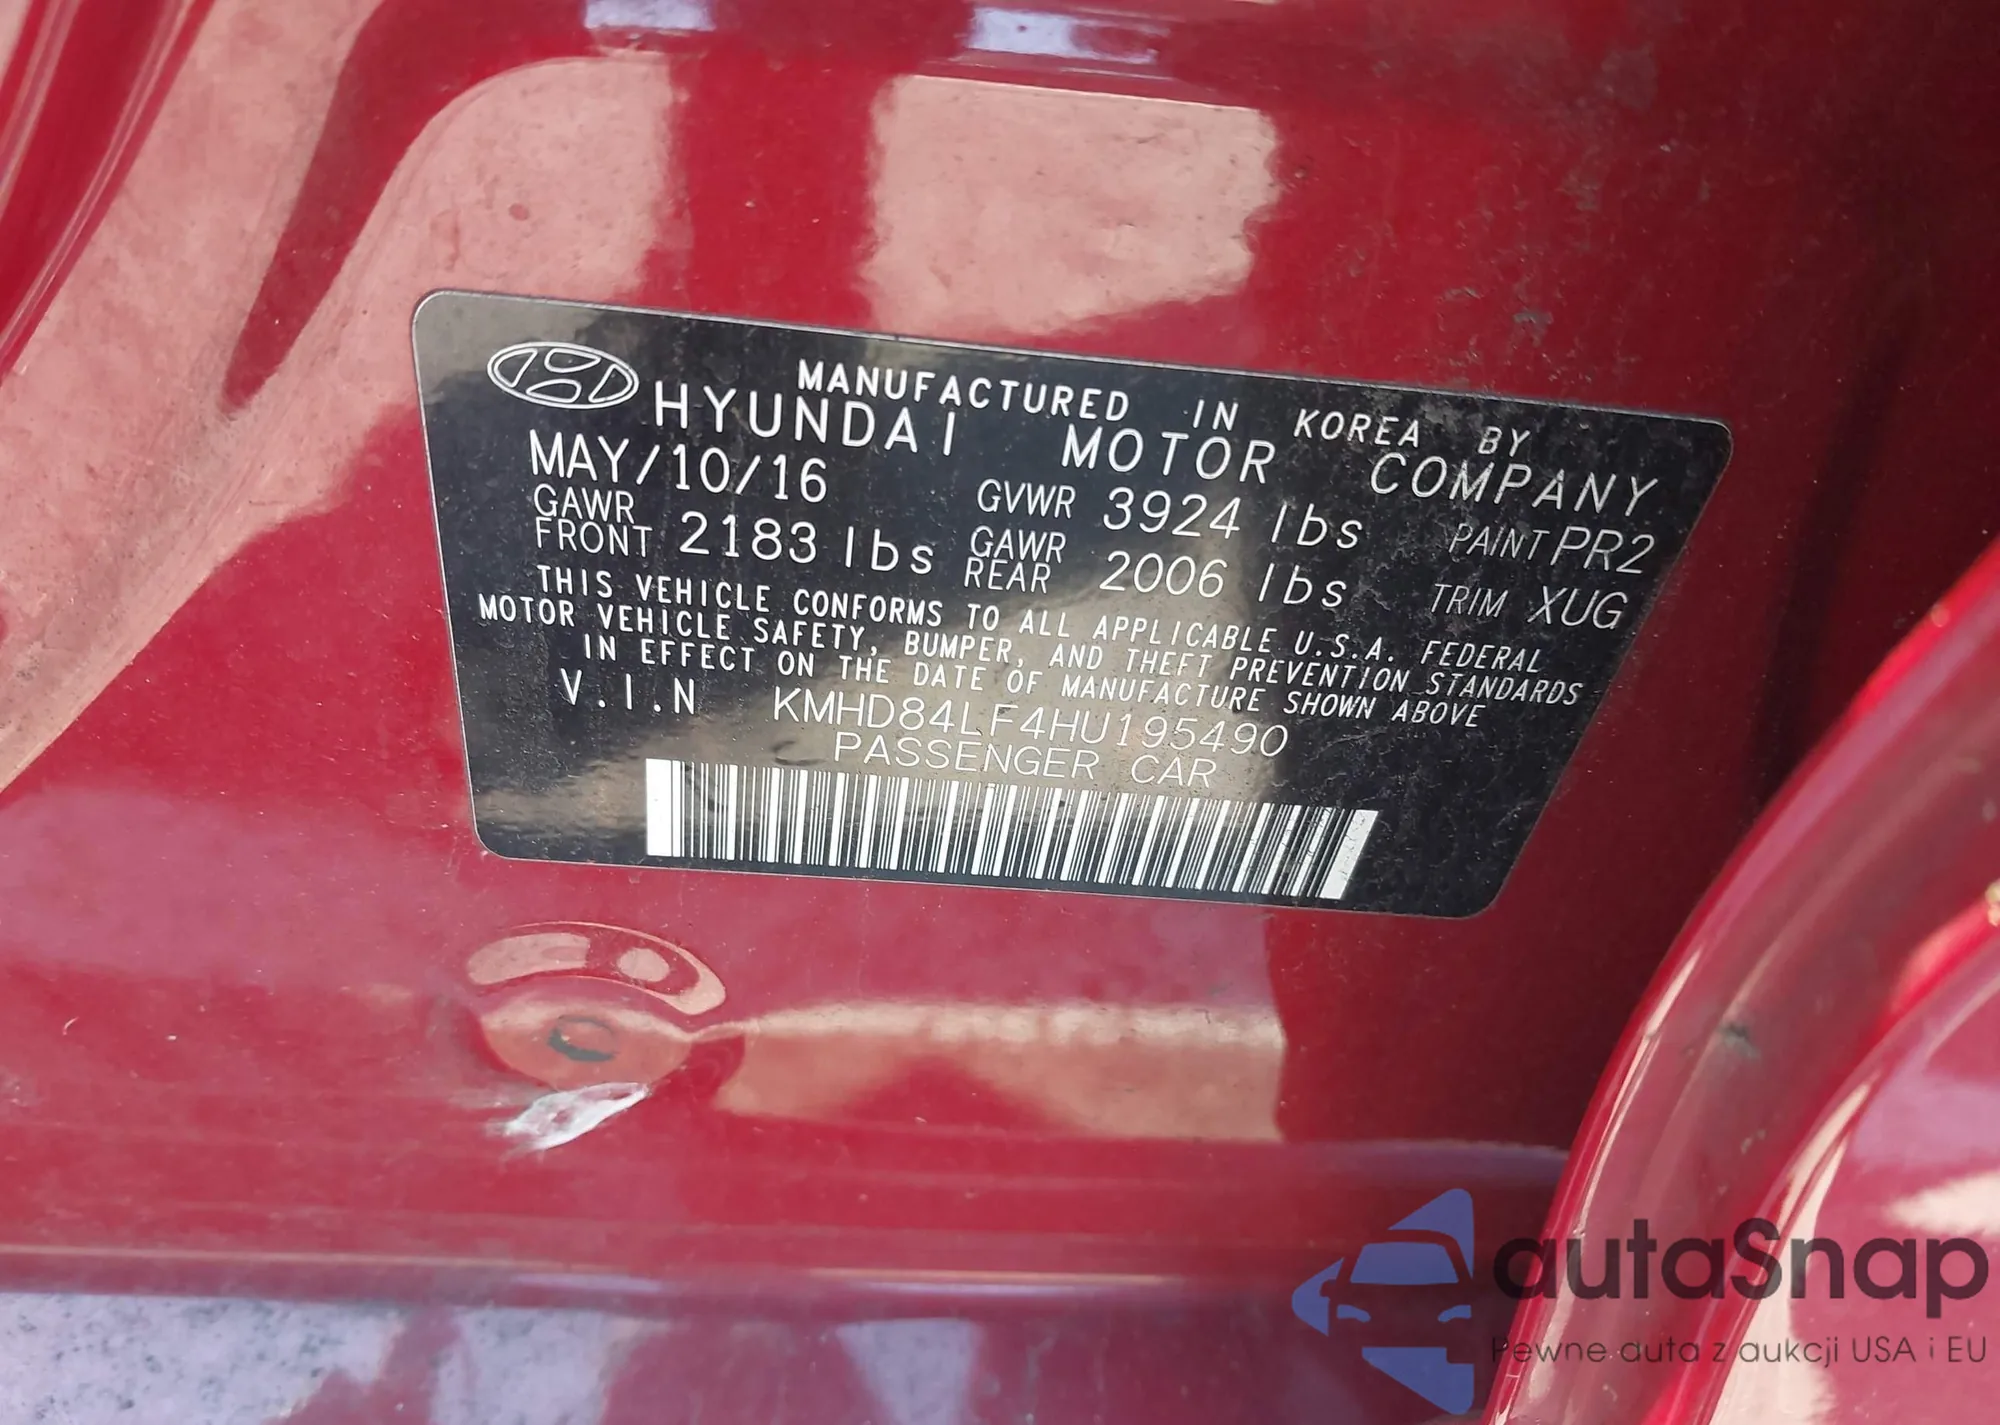 MANUFACTURED IN KOREA BY
HYUNDAI MOTOR COMPANY
MAY/10/16 GVWR 3924 lbs PAINT PR2
GAWR FRONT 2183 lbs GAWR REAR 2006 lbs TRIM XUG
THIS VEHICLE CONFORMS TO ALL APPLICABLE U.S.A. FEDERAL
MOTOR VEHICLE SAFETY, BUMPER, AND THEFT PREVENTION STANDARDS
IN EFFECT ON THE DATE OF MANUFACTURE SHOWN ABOVE
V.I.N KMHD84LF4HU195490
PASSENGER CAR
autaSnap
Pewne auta z aukcji USA i EU